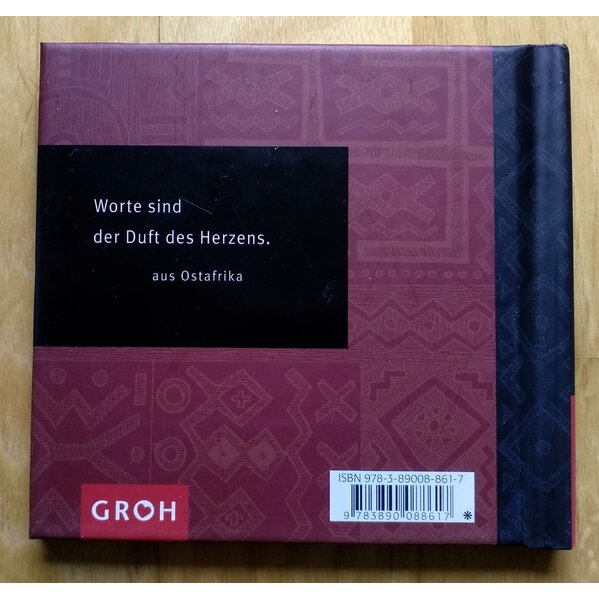 Worte sind
der Duft des Herzens.
aus Ostafrika
ISBN 978-3-89008-861-7
9 783890 088617 *
GROH